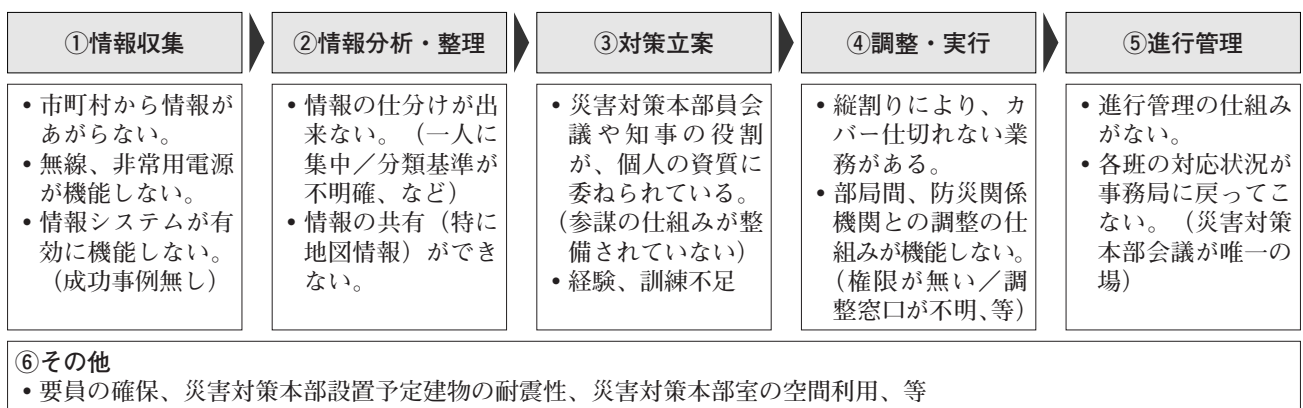 ①情報収集
②情報分析・整理
③対策立案
④調整・実行
⑤進行管理
• 市町村から情報が
あがらない。
• 無線、非常用電源
が機能しない。
• 情報システムが有
効に機能しない。
（成功事例無し）
• 情報の仕分けが出
来ない。（一人に
集中／分類基準が
不明確、など）
• 情報の共有（特に
地図情報）ができ
ない。
• 災害対策本部員会
議や知事の役割
が、個人の資質に
委ねられている。
（参謀の仕組みが整
備されていない）
• 経験、訓練不足
• 縦割りにより、カ
バー仕切れない業
務がある。
• 部局間、防災関係
機関との調整の仕
組みが機能しない。
（権限が無い／調
整窓口が不明、等）
• 進行管理の仕組み
がない。
• 各班の対応状況が
事務局に戻ってこ
ない。（災害対策
本部会議が唯一の
場）
⑥その他
• 要員の確保、災害対策本部設置予定建物の耐震性、災害対策本部室の空間利用、等